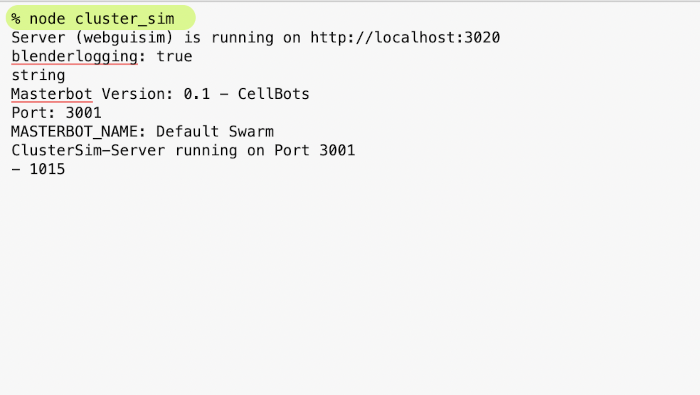 % node cluster_sim
Server (webguisim) is running on http://localhost:3020
blenderlogging: true
string
Masterbot Version: 0.1 – CellBots
Port: 3001
MASTERBOT_NAME: Default Swarm
ClusterSim–Server running on Port 3001
– 1015